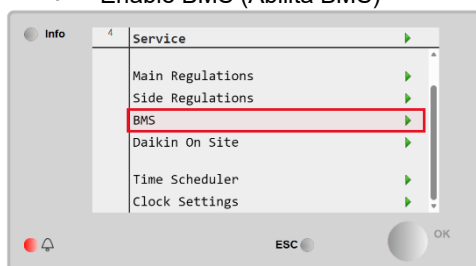 Enable BMS (Abilita BMS)
Info
4 Service
Main Regulations
Side Regulations
BMS
Daikin On Site
Time Scheduler
Clock Settings
ESC
OK